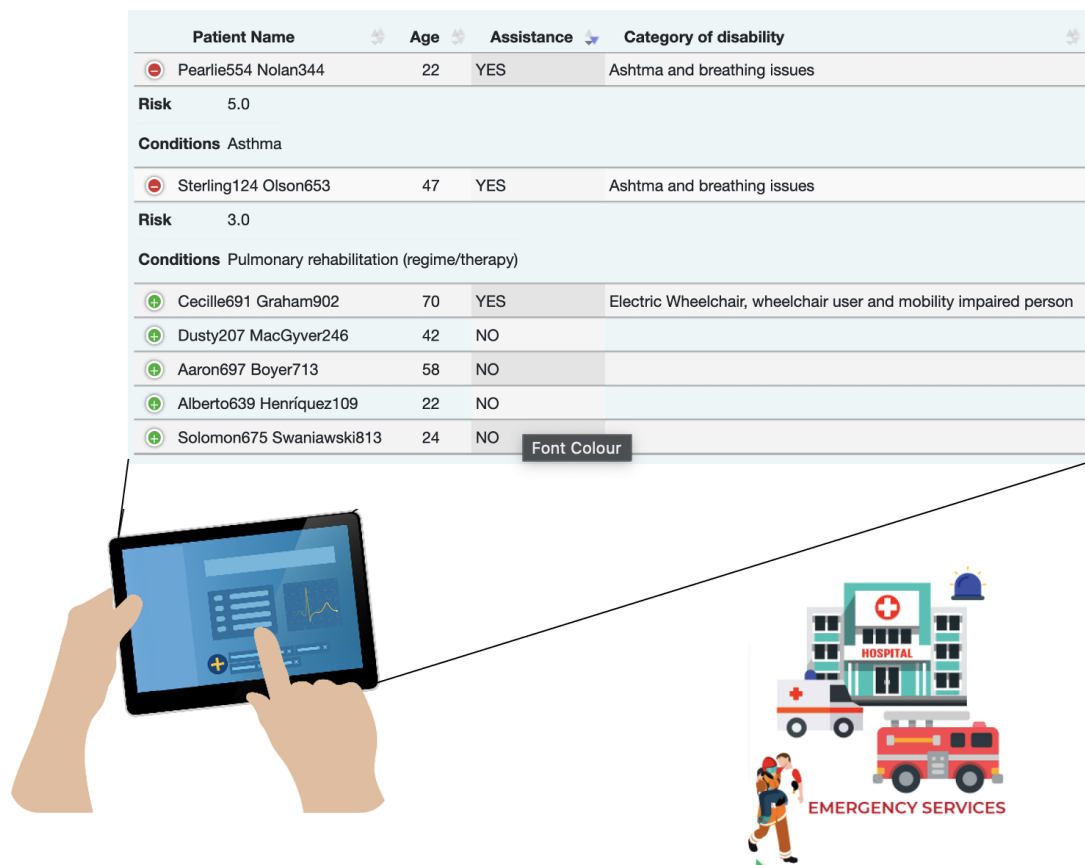 Patient Name Age Assistance Category of disability
Pearlie554 Nolan344 22 YES Ashtma and breathing issues
Risk 5.0
Conditions Asthma
Sterling124 Olson653 47 YES Ashtma and breathing issues
Risk 3.0
Conditions Pulmonary rehabilitation (regime/therapy)
Cecille691 Graham902 70 YES Electric Wheelchair, wheelchair user and mobility impaired person
Dusty207 MacGyver246 42 NO
Aaron697 Boyer713 58 NO
Alberto639 Henríquez109 22 NO
Solomon675 Swaniawski813 24 NO
Font Colour
HOSPITAL
EMERGENCY SERVICES